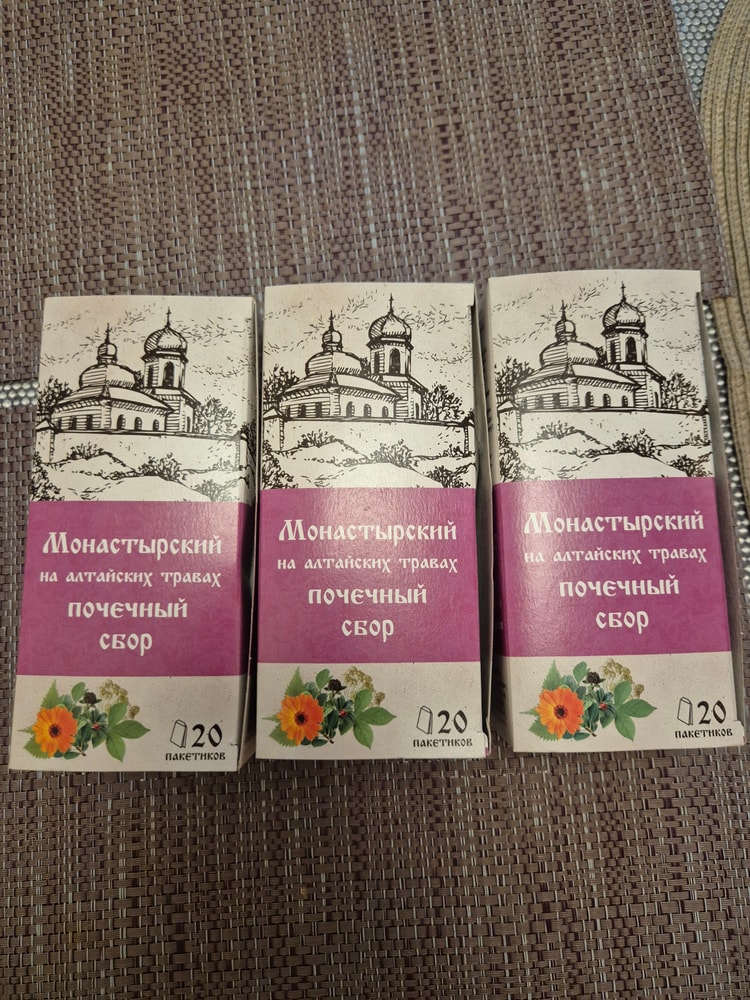 Монастырский
на алтайских травах
почечный
сбор
20
пакетиков
Монастырский
на алтайских травах
почечный
сбор
20
пакетиков
Монастырский
на алтайских травах
почечный
сбор
20
пакетиков